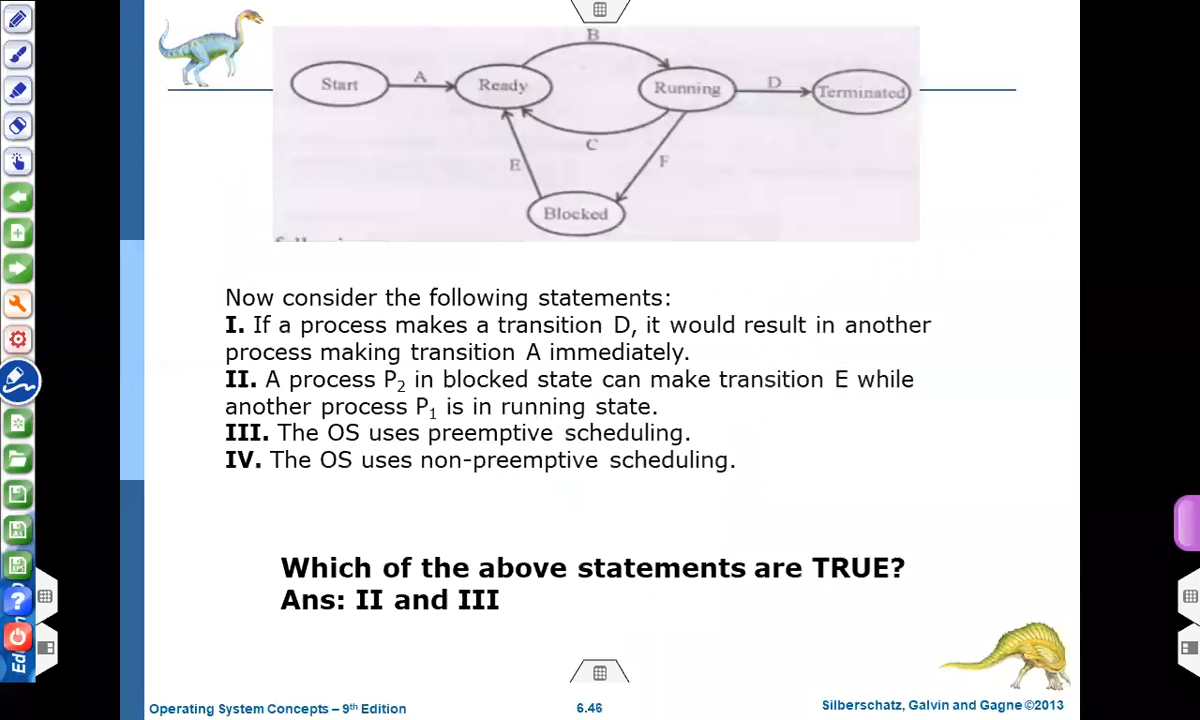 B
Start
A
Ready
Running
D
Terminated
C
E
F
Blocked
Now consider the following statements:
I. If a process makes a transition D, it would result in another
process making transition A immediately.
II. A process P2 in blocked state can make transition E while
another process P1 is in running state.
III. The OS uses preemptive scheduling.
IV. The OS uses non-preemptive scheduling.
Which of the above statements are TRUE?
Ans: II and III
Operating System Concepts – 9th Edition
6.46
Silberschatz, Galvin and Gagne ©2013